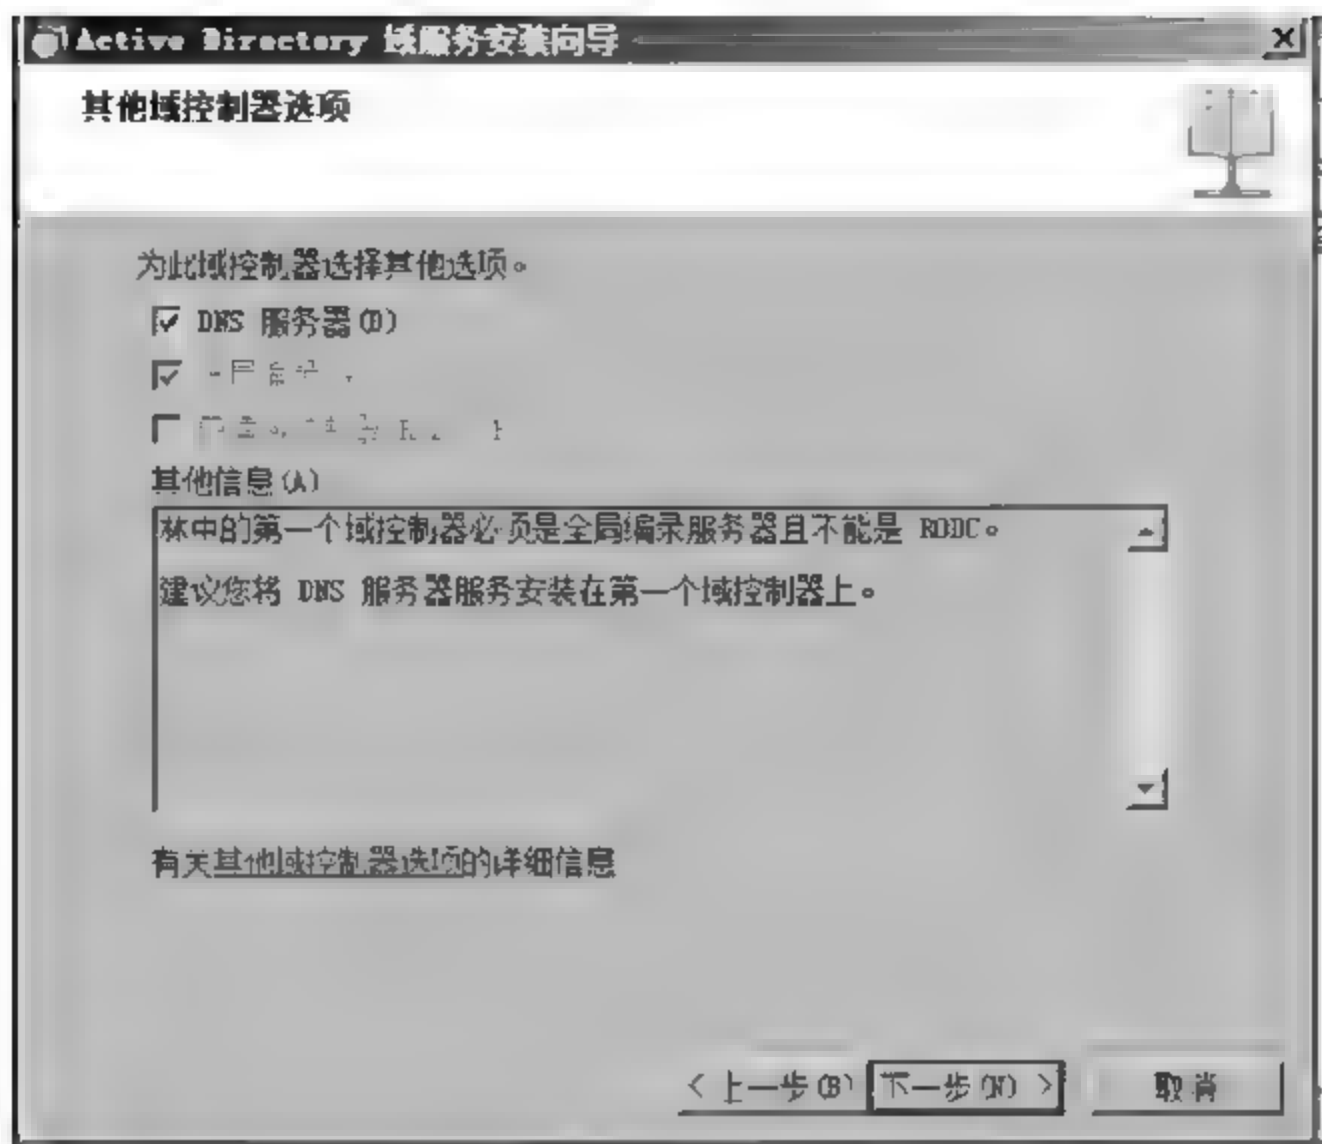 Active Directory 域服务安装向导
其他域控制器选项
为此域控制器选择其他选项。
DNS 服务器(D)
其他信息(A)
林中的第一个域控制器必须是全局编录服务器且不能是 RODC。
建议您将 DNS 服务器服务安装在第一个域控制器上。
有关其他域控制器选项的详细信息
< 上一步(B) 下一步(N) > 取消